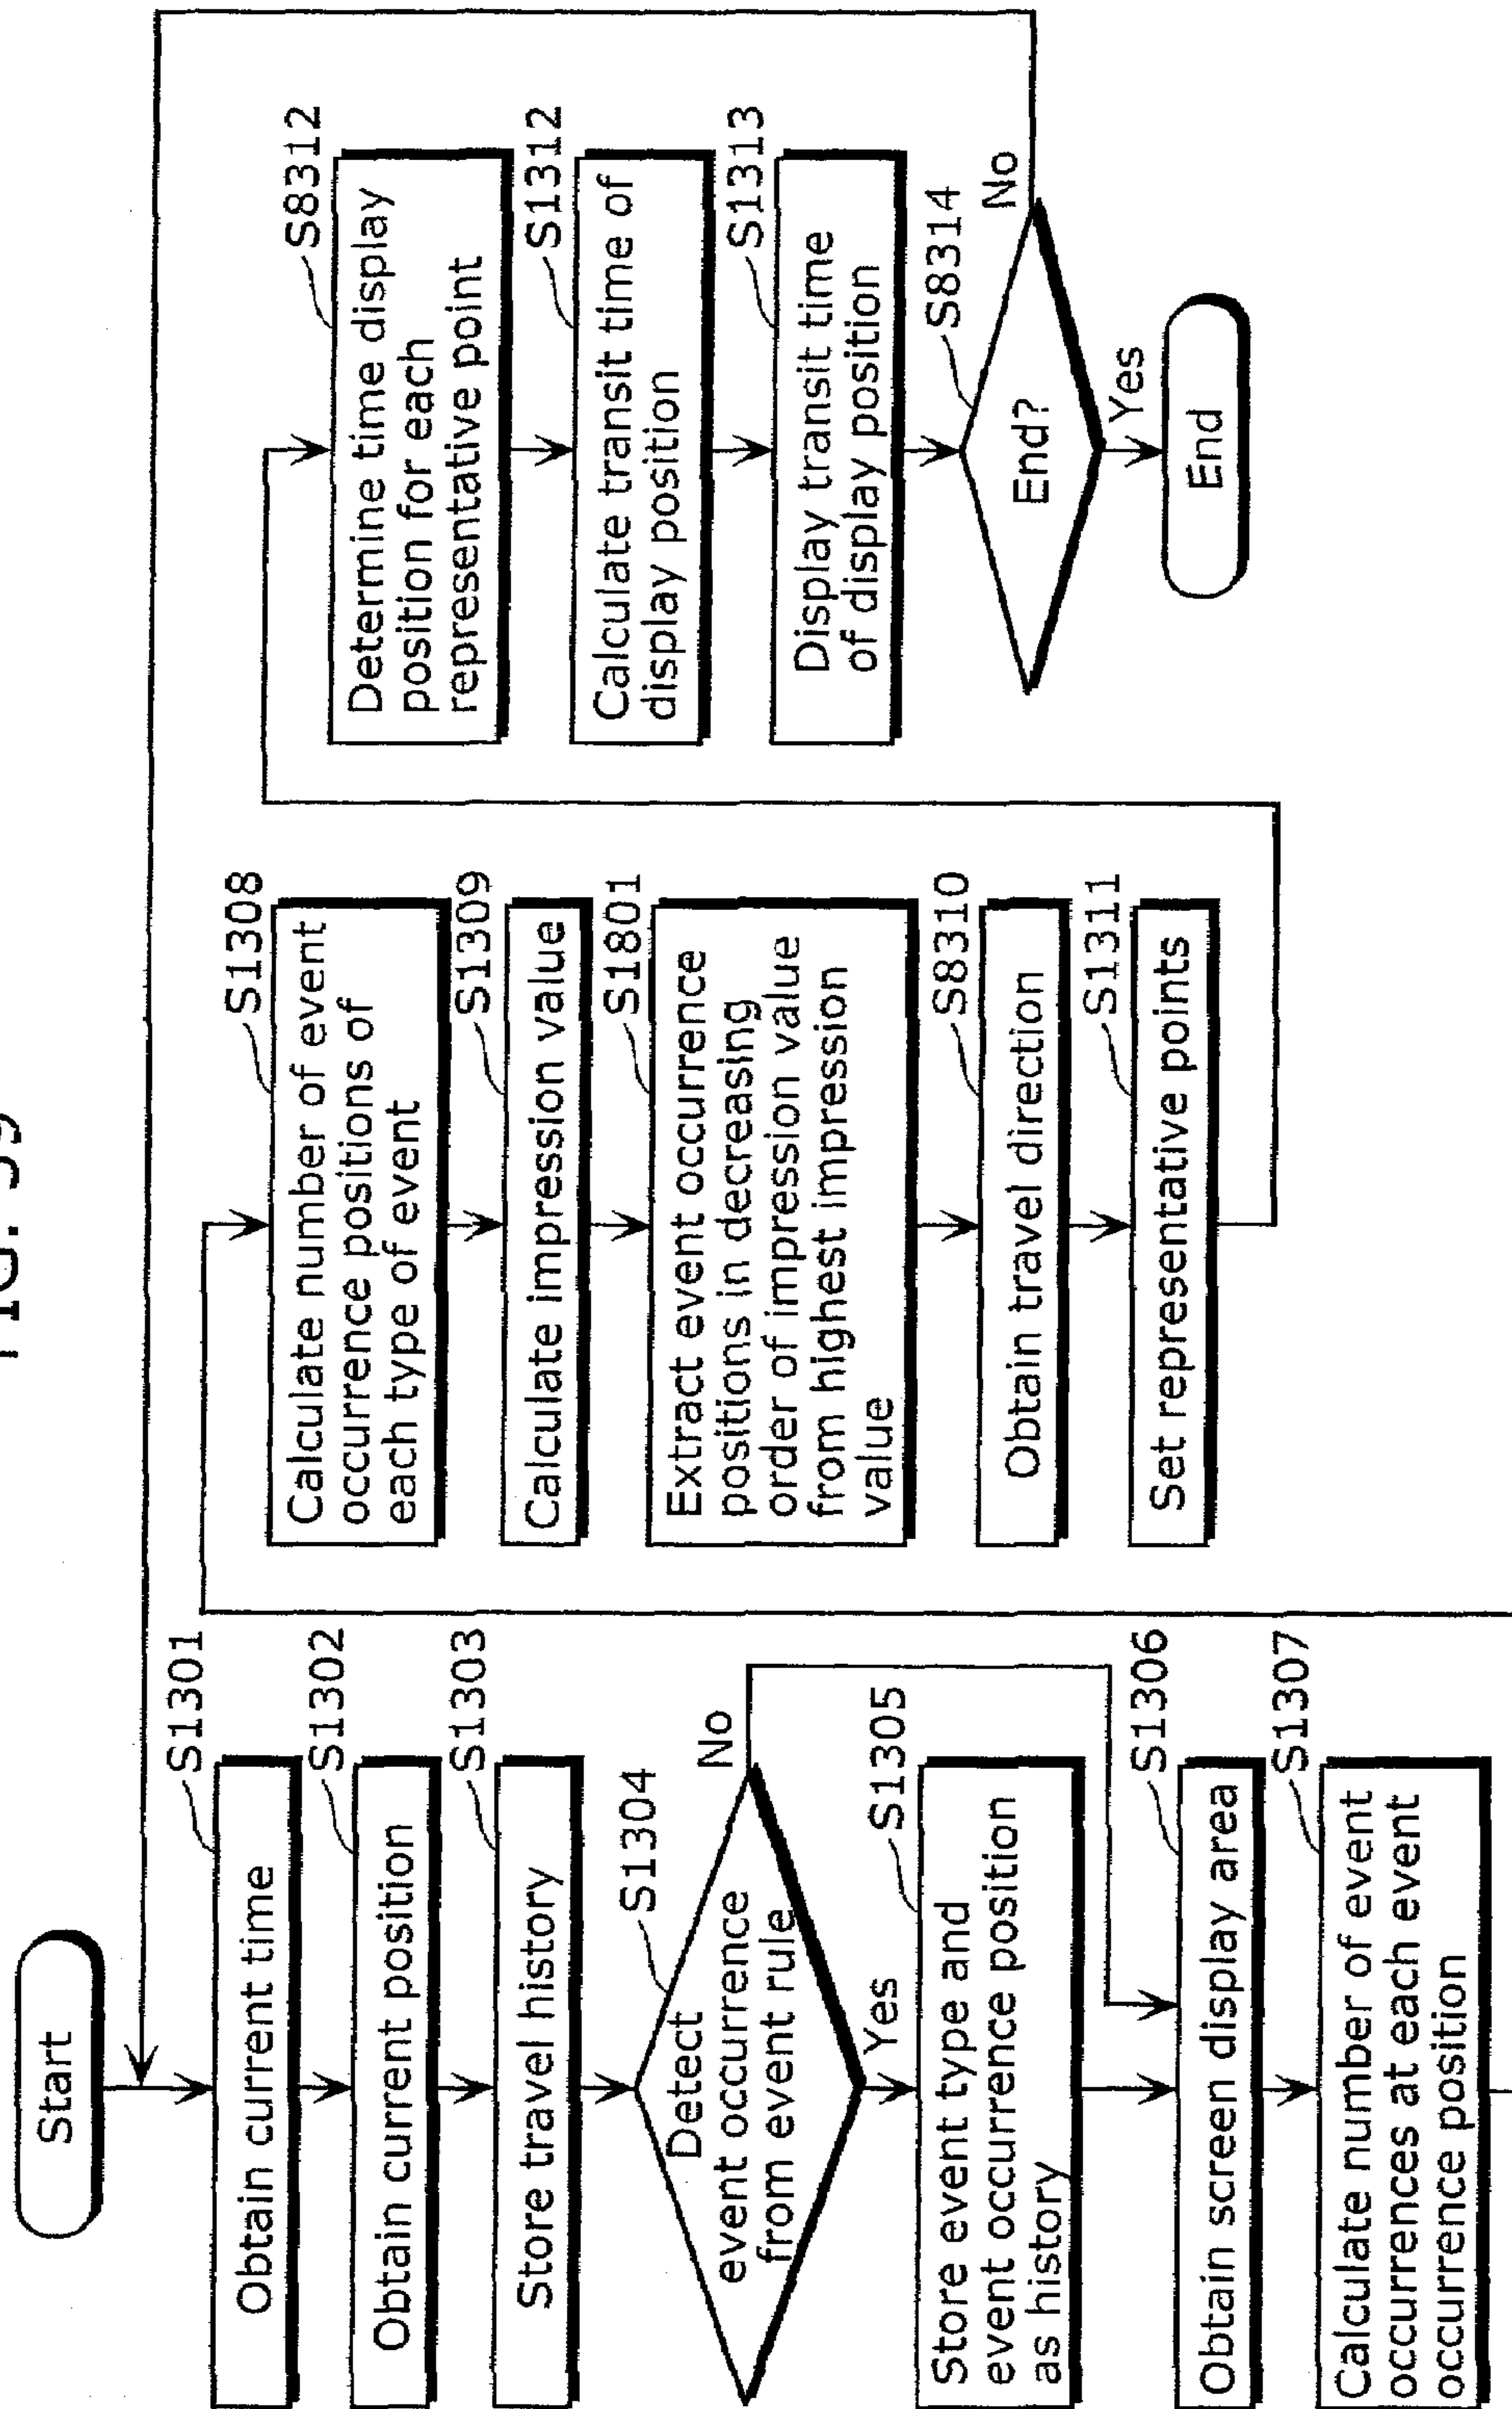 Start
S1301
Obtain current time
S1302
Obtain current position
S1303
Store travel history
S1304
Detect
event occurrence
from event rule
No
Yes
S1305
Store event type and
event occurrence position
as history
S1306
Obtain screen display area
S1307
Calculate number of event
occurrences at each event
occurrence position
S1308
Calculate number of event
occurrence positions of
each type of event
S1309
Calculate impression value
S1801
Extract event occurrence
positions in decreasing
order of impression value
from highest impression
value
S8310
Obtain travel direction
S1311
Set representative points
S8312
Determine time display
position for each
representative point
S1312
Calculate transit time of
display position
S1313
Display transit time
of display position
S8314
End?
No
Yes
End